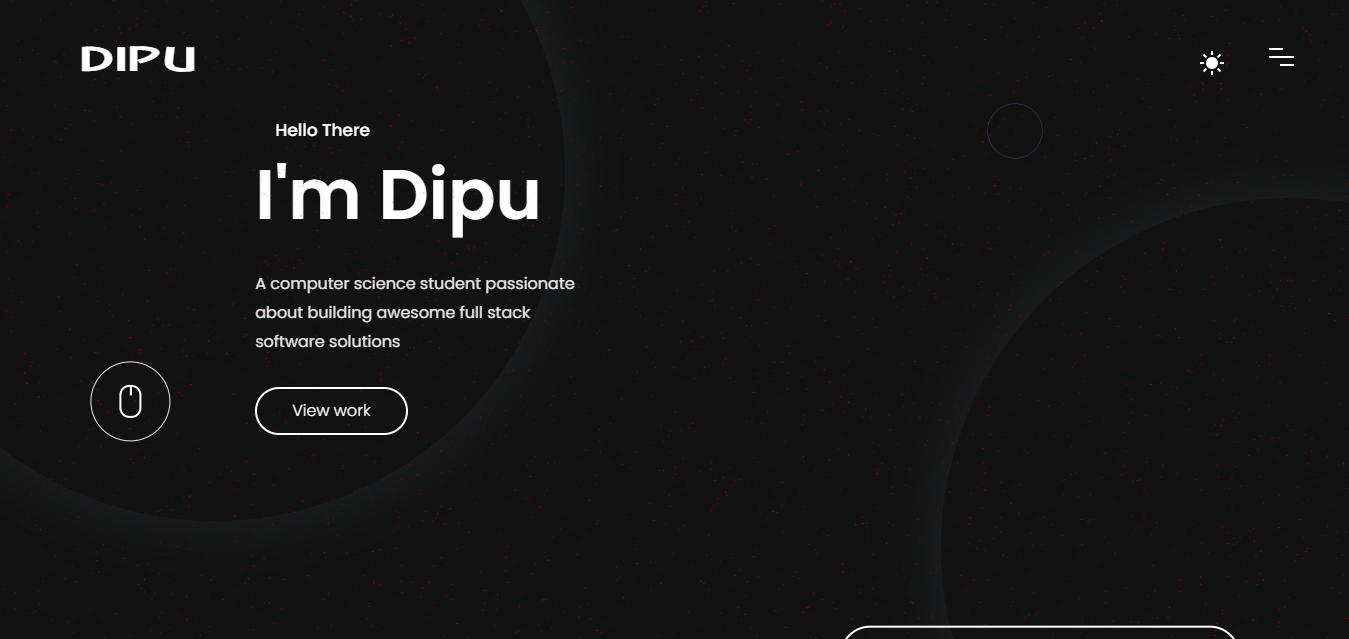 DIPU
Hello There
I'm Dipu
A computer science student passionate
about building awesome full stack
software solutions
View work